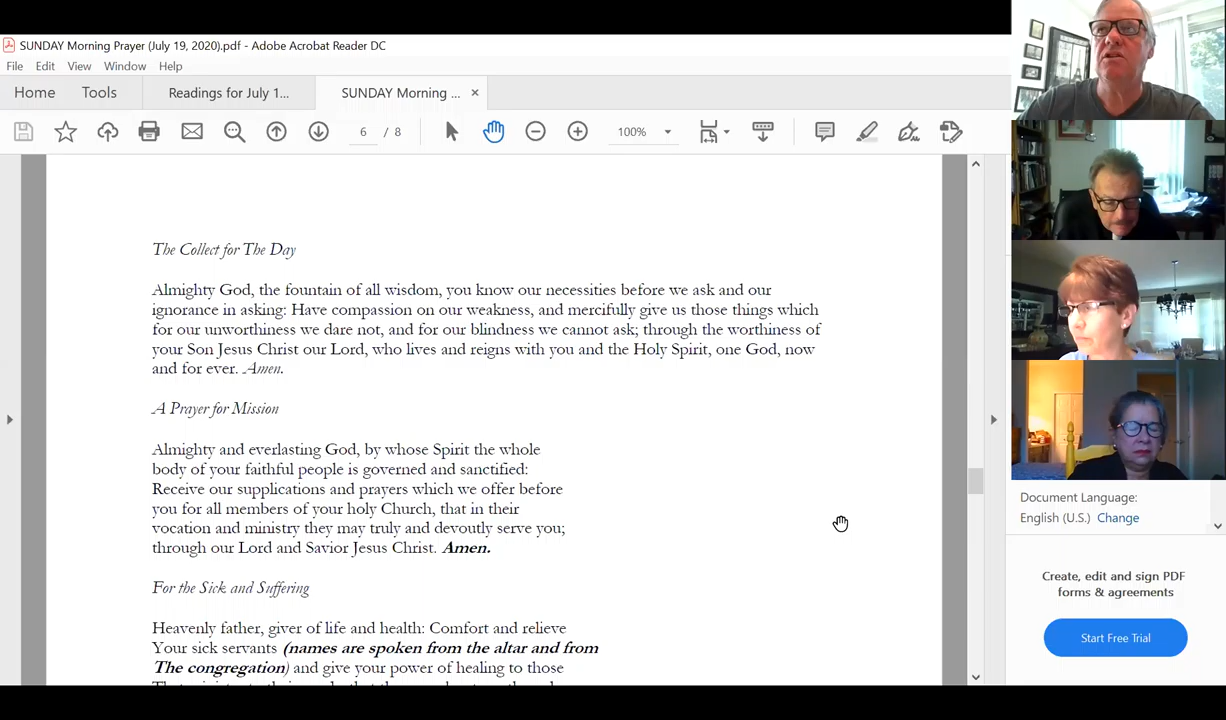 SUNDAY Morning Prayer (July 19, 2020).pdf - Adobe Acrobat Reader DC
File Edit View Window Help
Home Tools Readings for July 1... SUNDAY Morning ... ×
6 / 8 100%
The Collect for The Day
Almighty God, the fountain of all wisdom, you know our necessities before we ask and our
ignorance in asking: Have compassion on our weakness, and mercifully give us those things which
for our unworthiness we dare not, and for our blindness we cannot ask; through the worthiness of
your Son Jesus Christ our Lord, who lives and reigns with you and the Holy Spirit, one God, now
and for ever. Amen.
A Prayer for Mission
Almighty and everlasting God, by whose Spirit the whole
body of your faithful people is governed and sanctified:
Receive our supplications and prayers which we offer before
you for all members of your holy Church, that in their
vocation and ministry they may truly and devoutly serve you;
through our Lord and Savior Jesus Christ. Amen.
For the Sick and Suffering
Heavenly father, giver of life and health: Comfort and relieve
Your sick servants (names are spoken from the altar and from
The congregation) and give your power of healing to those
Document Language:
English (U.S.) Change
Create, edit and sign PDF
forms & agreements
Start Free Trial